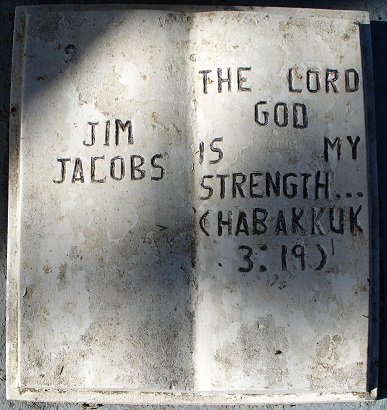 JIM
JACOBS
THE LORD
GOD
IS MY
STRENGTH...
(HABAKKUK
3:19)